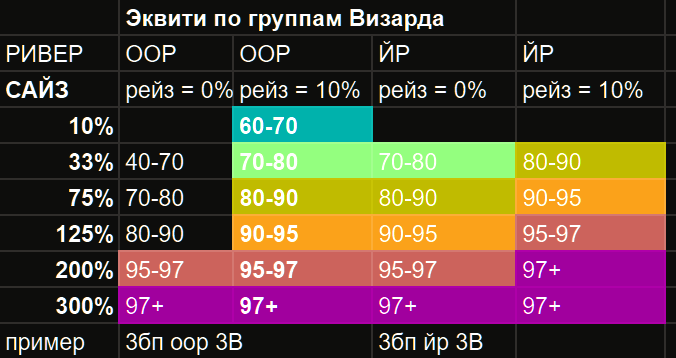 Эквити по группам Визарда
РИВЕР ООР ООР ЙР ЙР
САЙЗ рейз = 0% рейз = 10% рейз = 0% рейз = 10%
10% 60-70
33% 40-70 70-80 70-80 80-90
75% 70-80 80-90 80-90 90-95
125% 80-90 90-95 90-95 95-97
200% 95-97 95-97 95-97 97+
300% 97+ 97+ 97+ 97+
пример 3бп оор 3В 3бп йр 3В